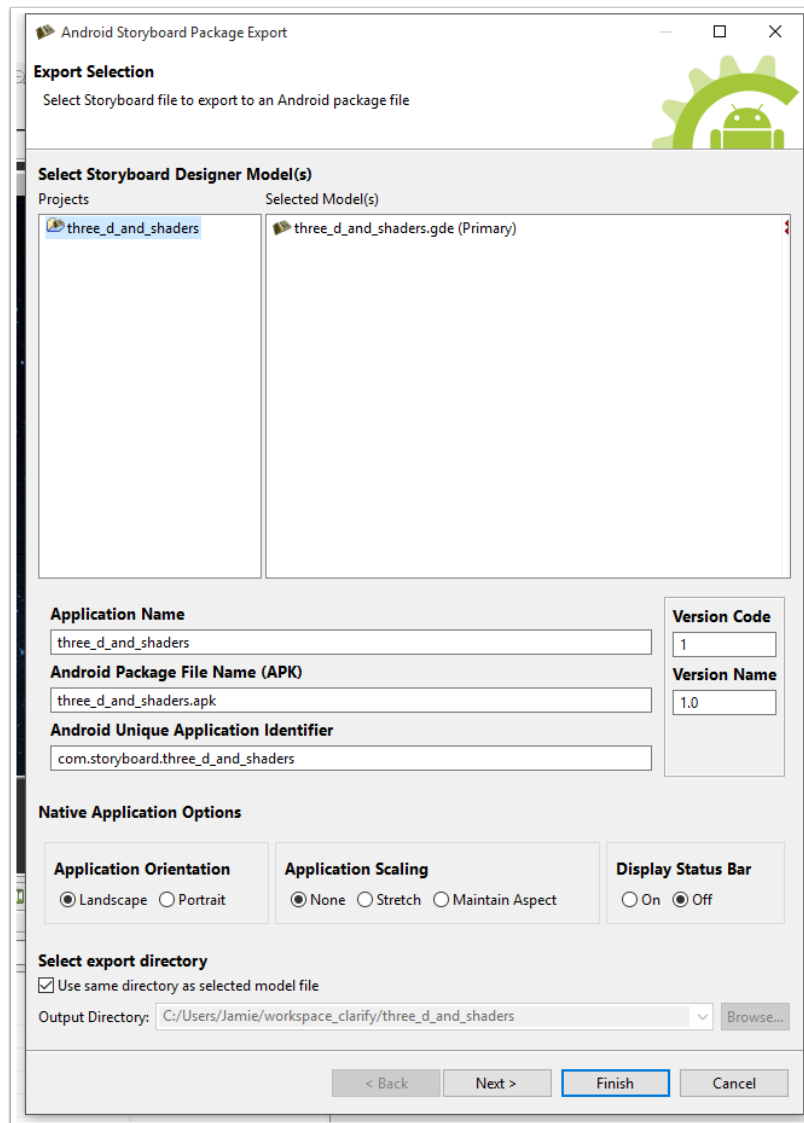 Android Storyboard Package Export
Export Selection
Select Storyboard file to export to an Android package file
Select Storyboard Designer Model(s)
Projects
Selected Model(s)
three_d_and_shaders
three_d_and_shaders.gde (Primary)
Application Name
three_d_and_shaders
Android Package File Name (APK)
three_d_and_shaders.apk
Android Unique Application Identifier
com.storyboard.three_d_and_shaders
Version Code
1
Version Name
1.0
Native Application Options
Application Orientation
Landscape Portrait
Application Scaling
None Stretch Maintain Aspect
Display Status Bar
On Off
Select export directory
Use same directory as selected model file
Output Directory: C:/Users/Jamie/workspace_clarify/three_d_and_shaders Browse...
< Back Next > Finish Cancel